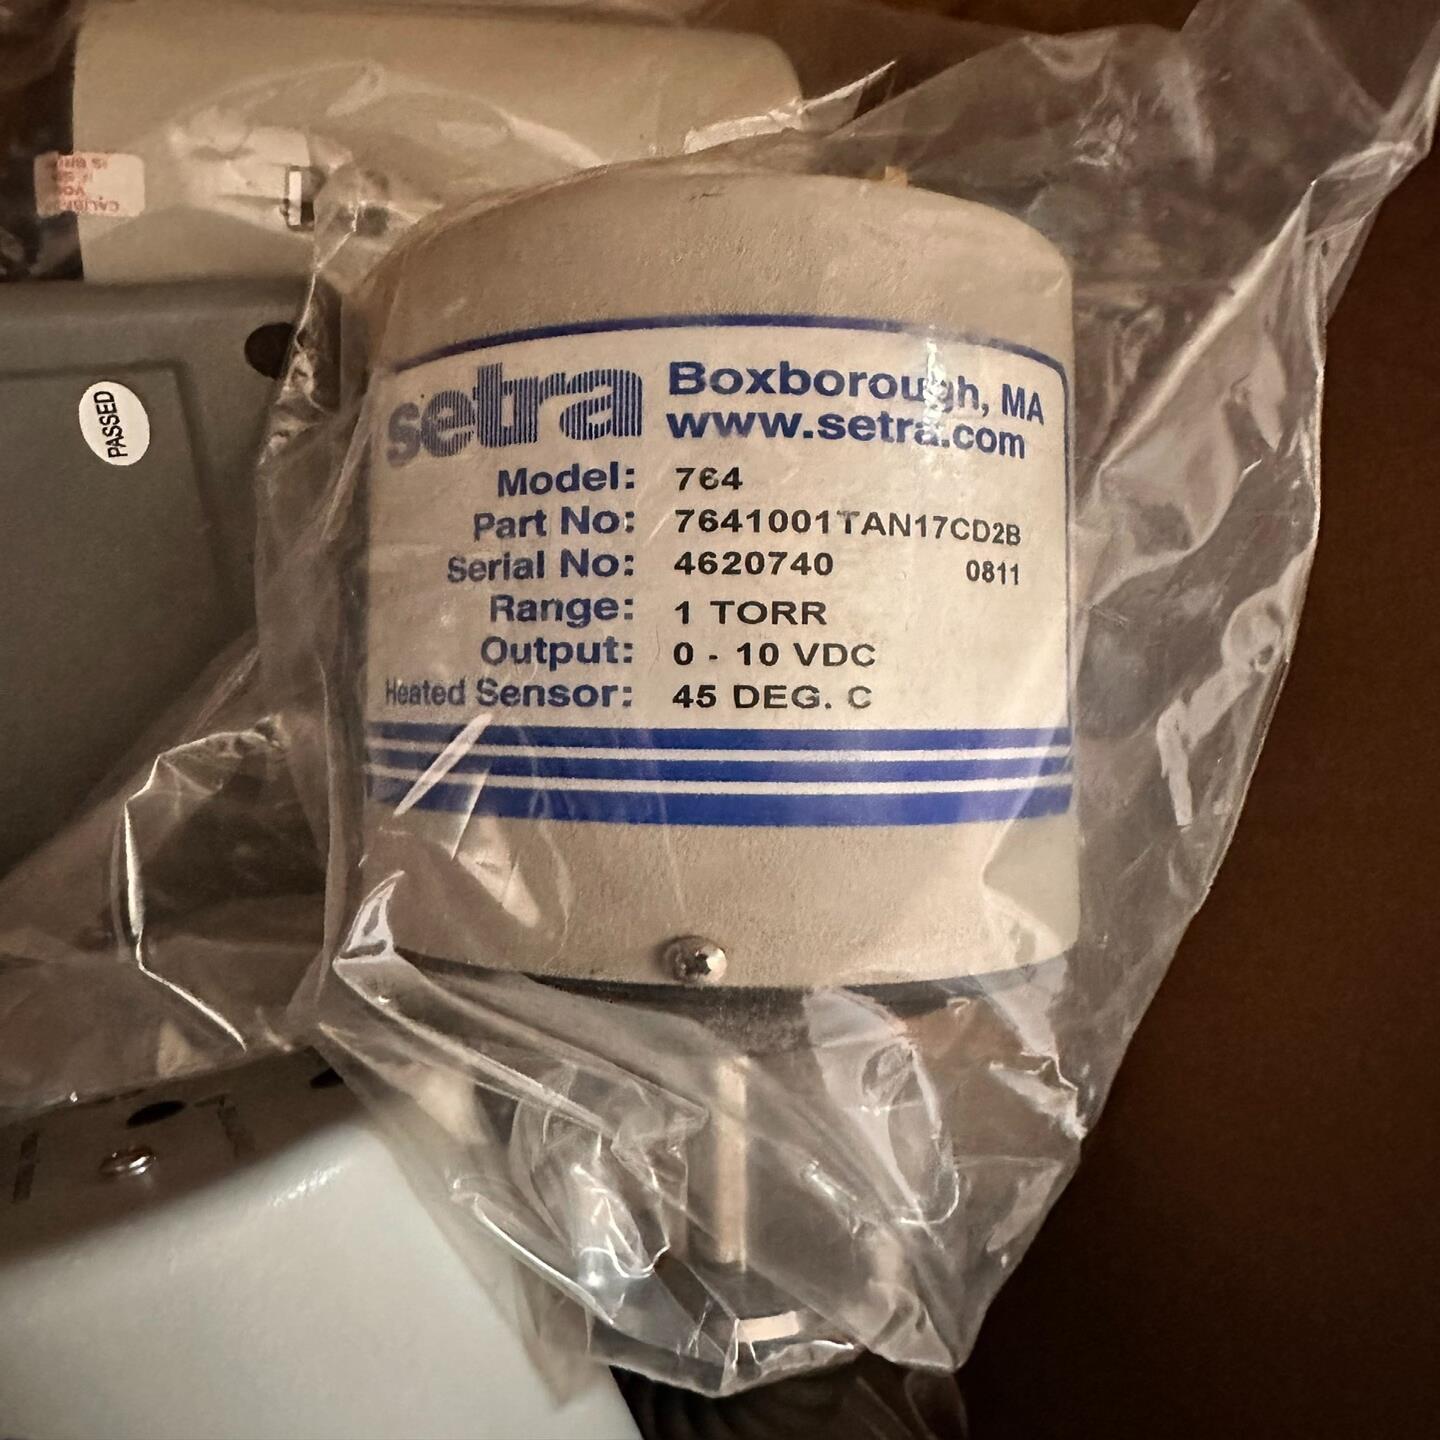 PASSED
setra Boxborough, MA
www.setra.com
Model: 764
Part No: 7641001TAN17CD2B
Serial No: 4620740 0811
Range: 1 TORR
Output: 0 - 10 VDC
Heated Sensor: 45 DEG. C